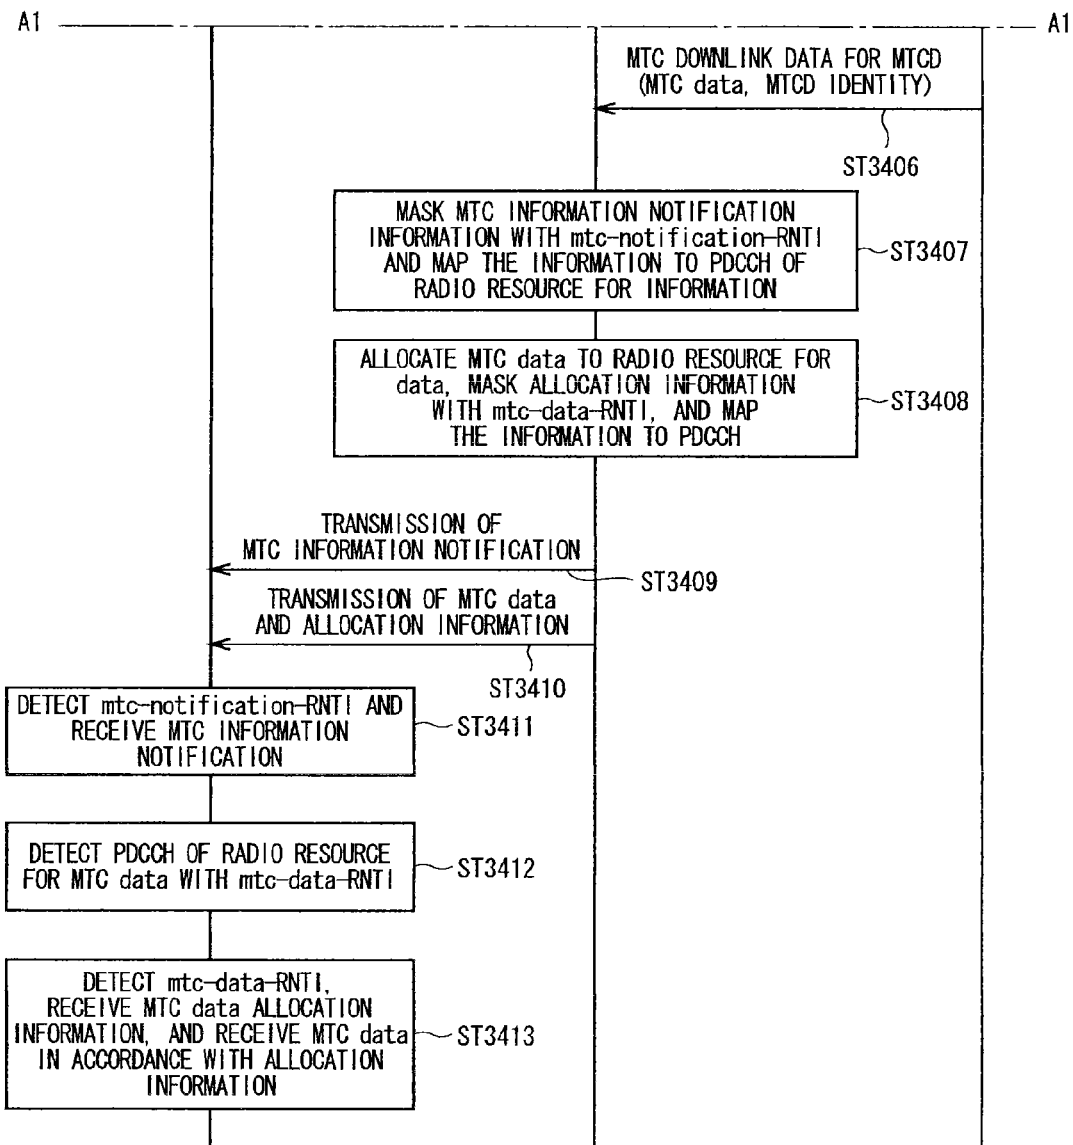 A1
A1
MTC DOWNLINK DATA FOR MTCD
(MTC data, MTCD IDENTITY)
ST3406
MASK MTC INFORMATION NOTIFICATION
INFORMATION WITH mtc-notification-RNTI
AND MAP THE INFORMATION TO PDCCH OF
RADIO RESOURCE FOR INFORMATION
ST3407
ALLOCATE MTC data TO RADIO RESOURCE FOR
data, MASK ALLOCATION INFORMATION
WITH mtc-data-RNTI, AND MAP
THE INFORMATION TO PDCCH
ST3408
TRANSMISSION OF
MTC INFORMATION NOTIFICATION
ST3409
TRANSMISSION OF MTC data
AND ALLOCATION INFORMATION
ST3410
DETECT mtc-notification-RNTI AND
RECEIVE MTC INFORMATION
NOTIFICATION
ST3411
DETECT PDCCH OF RADIO RESOURCE
FOR MTC data WITH mtc-data-RNTI
ST3412
DETECT mtc-data-RNTI,
RECEIVE MTC data ALLOCATION
INFORMATION, AND RECEIVE MTC data
IN ACCORDANCE WITH ALLOCATION
INFORMATION
ST3413